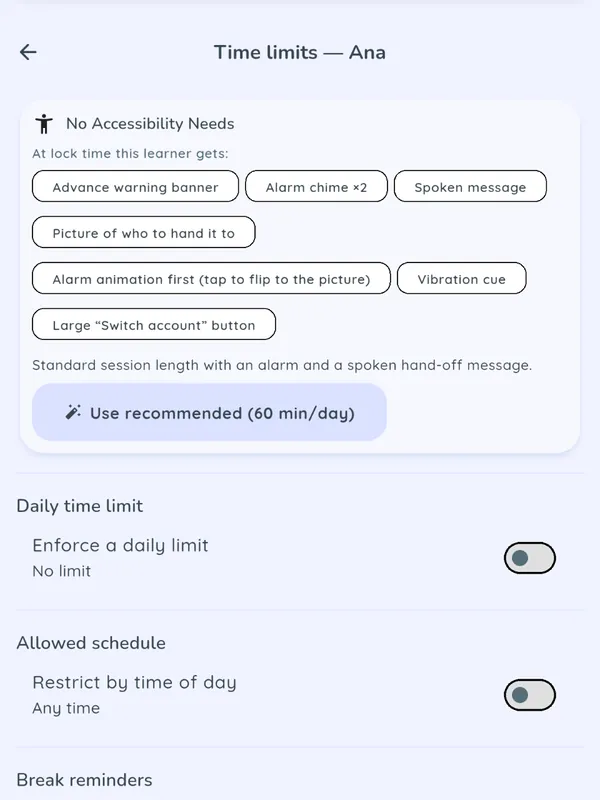 Time limits — Ana
No Accessibility Needs
At lock time this learner gets:
Advance warning banner
Alarm chime ×2
Spoken message
Picture of who to hand it to
Alarm animation first (tap to flip to the picture)
Vibration cue
Large “Switch account” button
Standard session length with an alarm and a spoken hand-off message.
Use recommended (60 min/day)
Daily time limit
Enforce a daily limit
No limit
Allowed schedule
Restrict by time of day
Any time
Break reminders